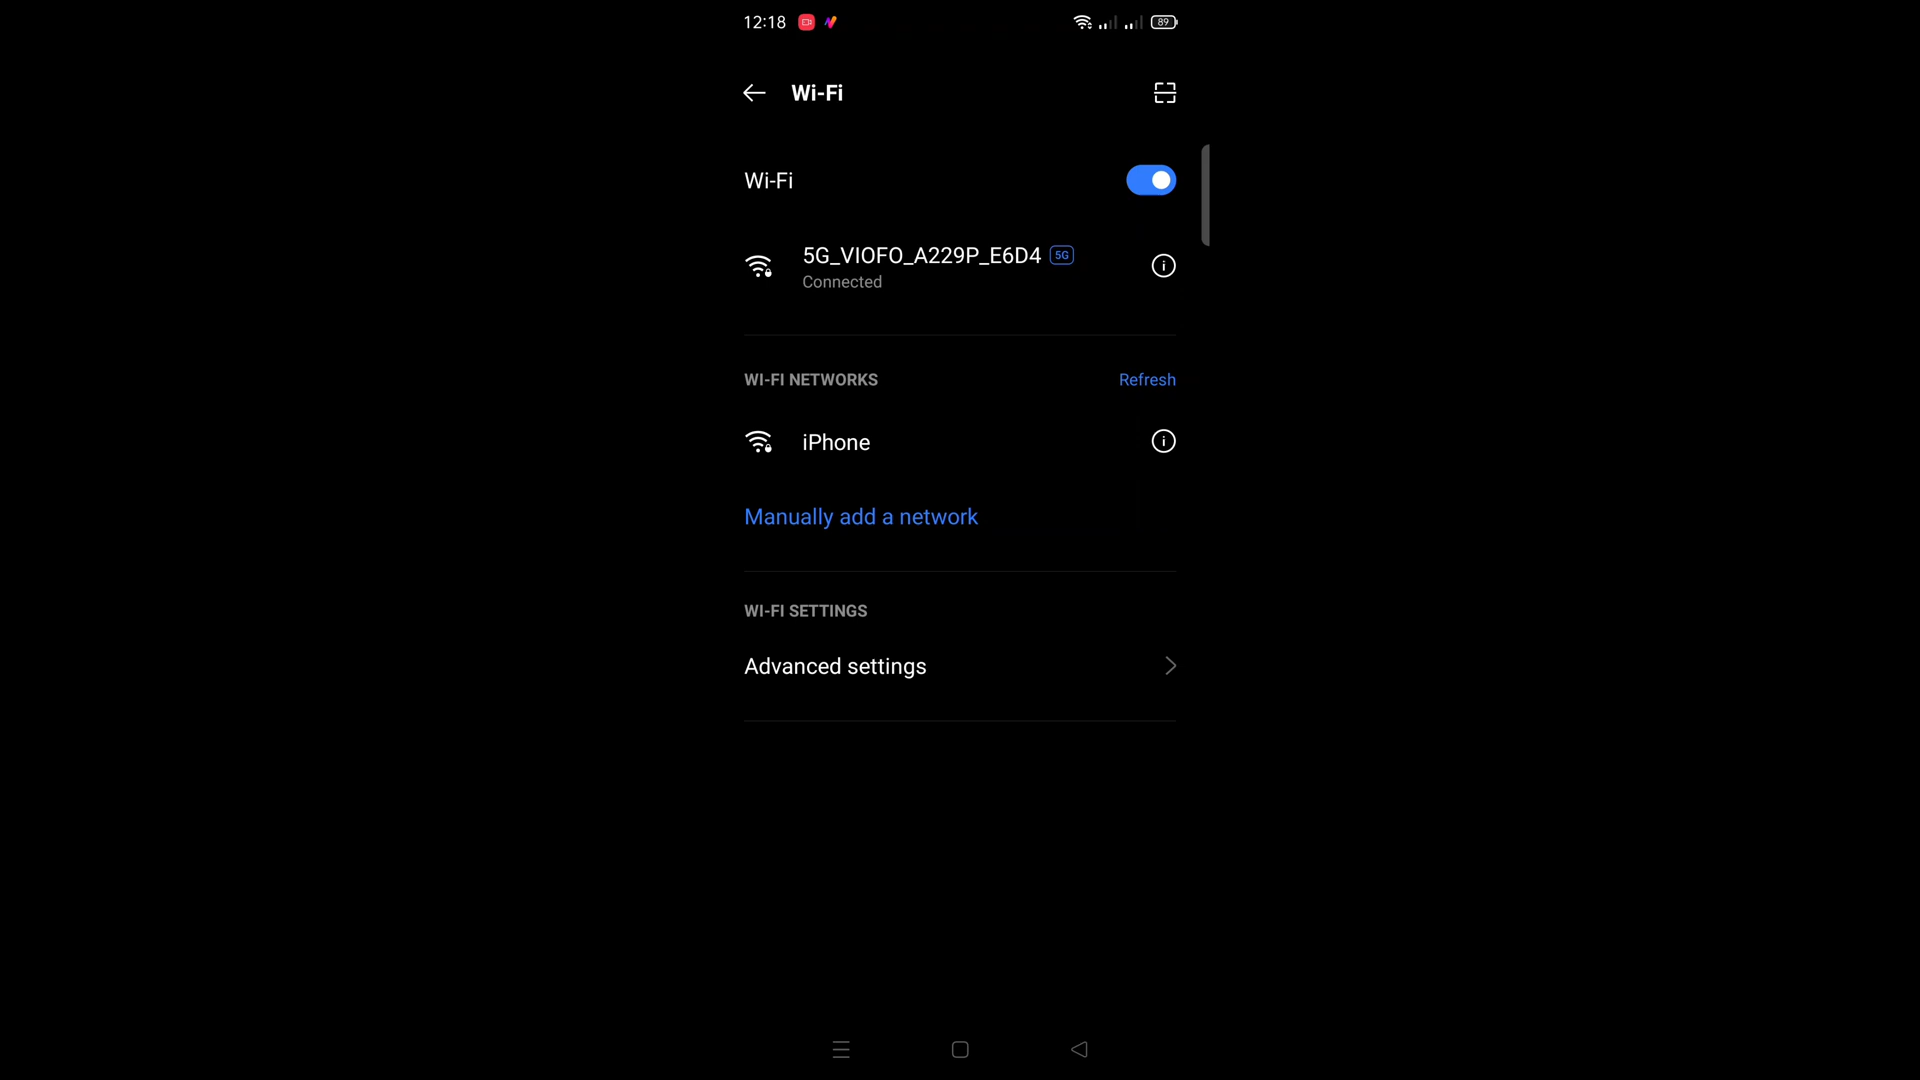 12:18
89
Wi-Fi
Wi-Fi
5G_VIOFO_A229P_E6D4 5G
Connected
WI-FI NETWORKS Refresh
iPhone
Manually add a network
WI-FI SETTINGS
Advanced settings